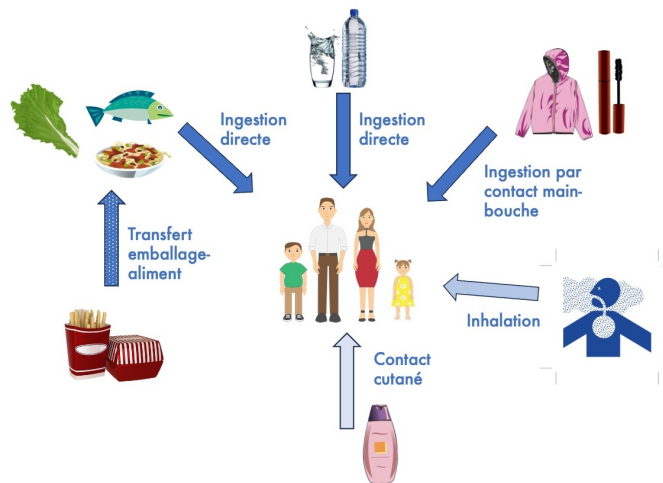 Ingestion
directe
Ingestion
directe
Ingestion par
contact main-
bouche
Transfert
emballage-
aliment
Inhalation
Contact
cutané